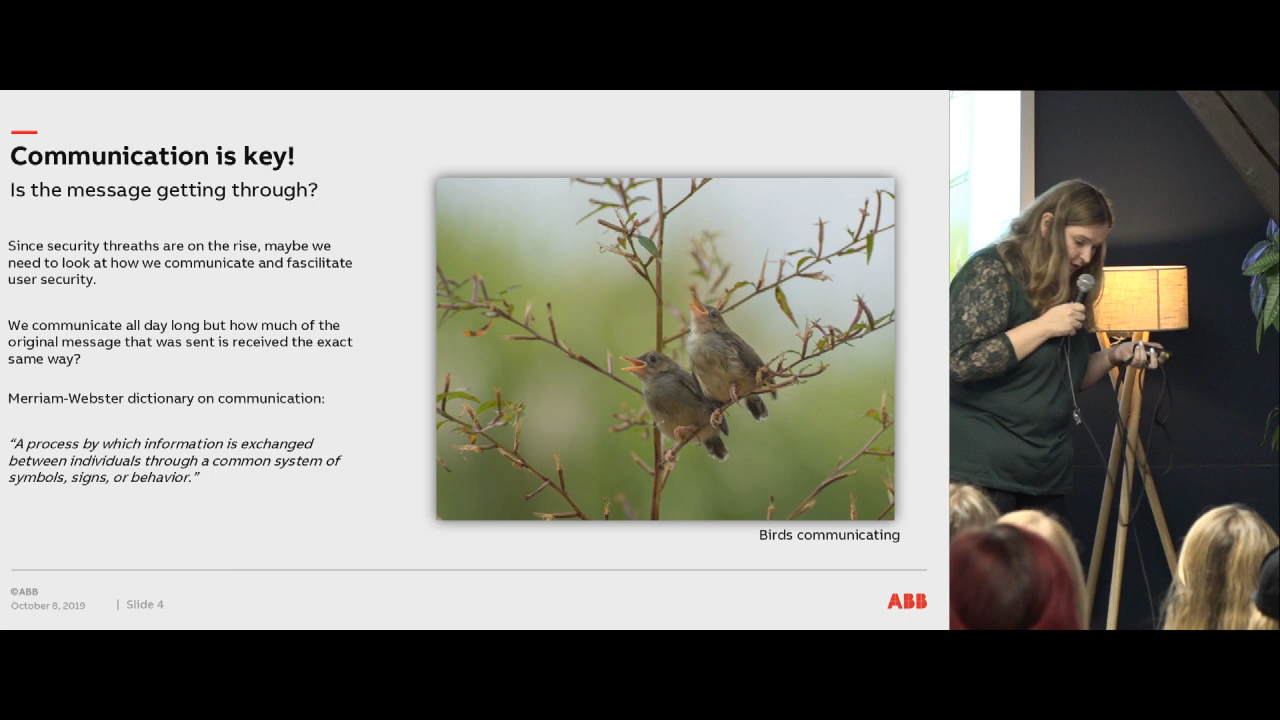 Communication is key!
Is the message getting through?
Since security threaths are on the rise, maybe we
need to look at how we communicate and fascilitate
user security.
We communicate all day long but how much of the
original message that was sent is received the exact
same way?
Merriam-Webster dictionary on communication:
“A process by which information is exchanged
between individuals through a common system of
symbols, signs, or behavior.”
Birds communicating
©ABB
October 8, 2019 | Slide 4
ABB